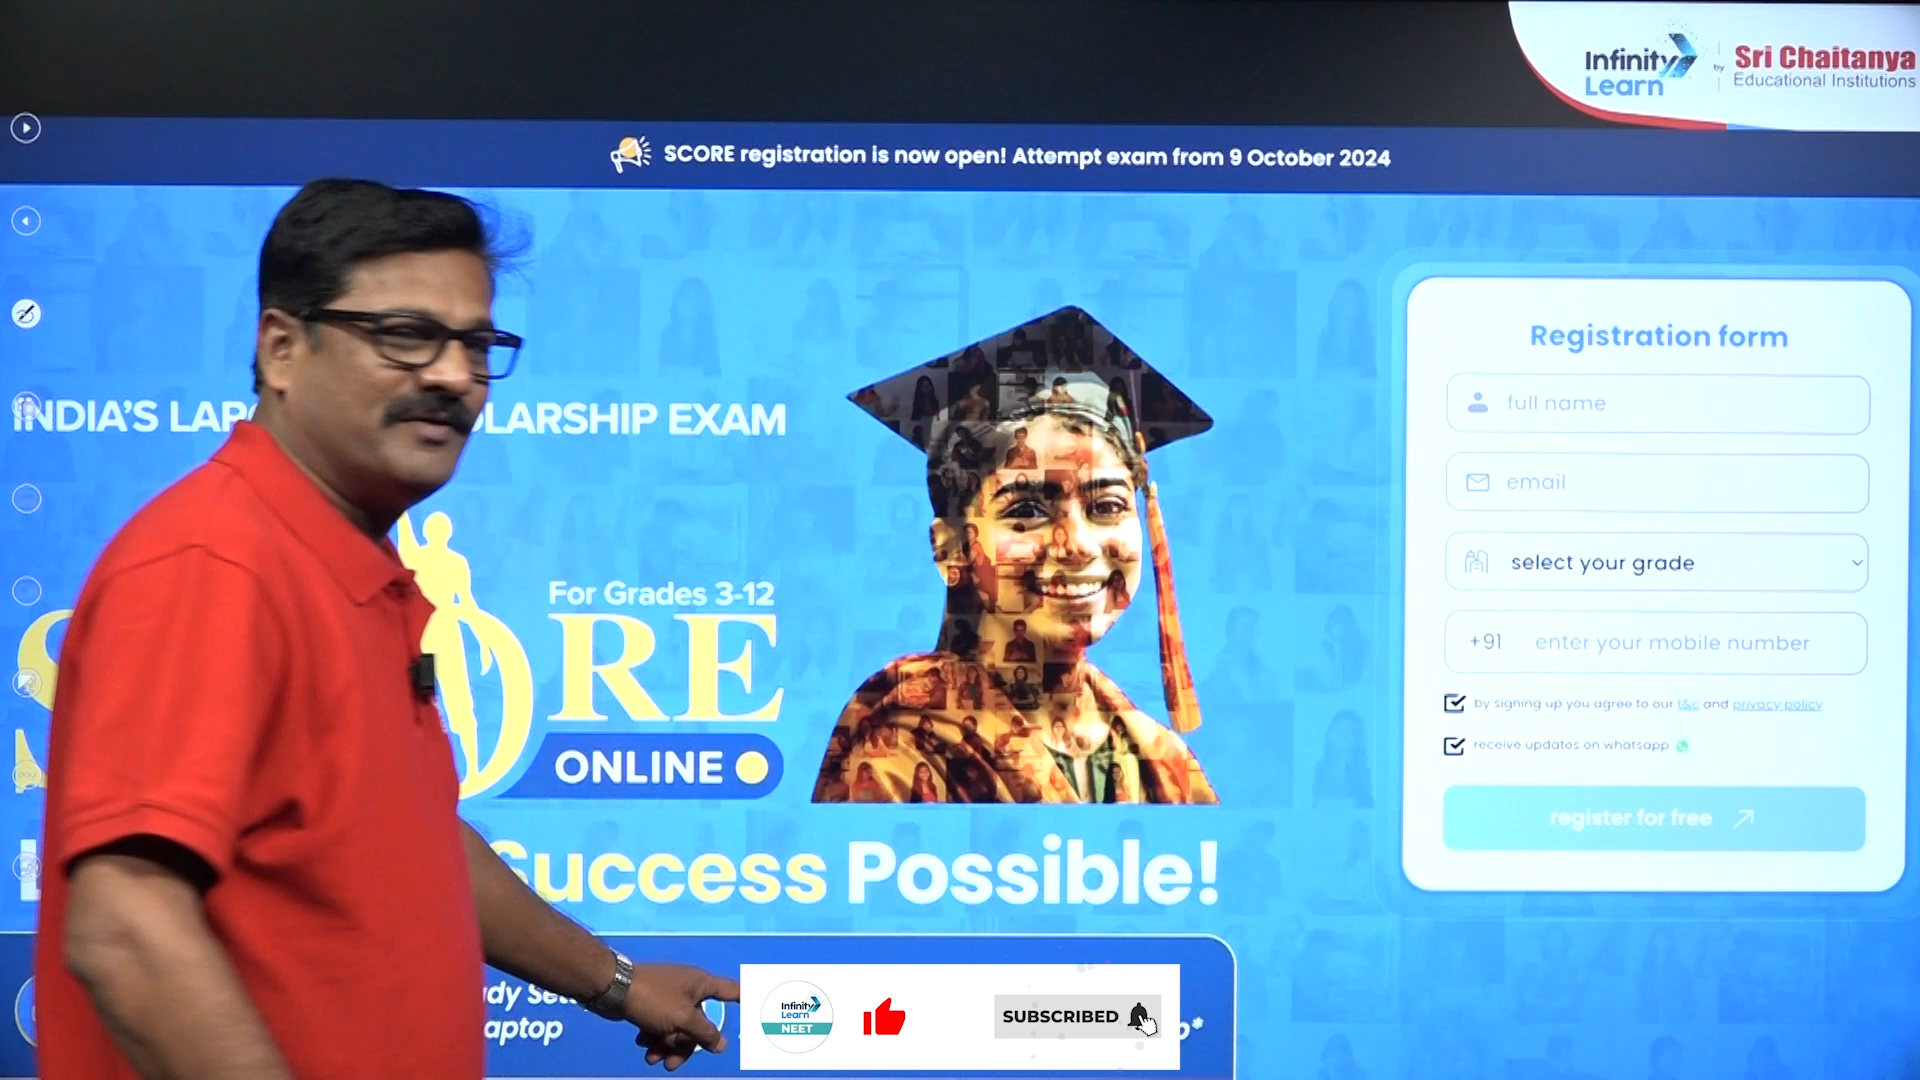 Infinity Learn
by
Sri Chaitanya
Educational Institutions
SCORE registration is now open! Attempt exam from 9 October 2024
INDIA'S
LARSHIP EXAM
For Grades 3-12
RE
ONLINE
Success Possible!
Registration form
full name
email
select your grade
+91 enter your mobile number
by signing up you agree to our t&c and privacy policy
receive updates on whatsapp
register for free
Infinity
Learn
NEET
SUBSCRIBED